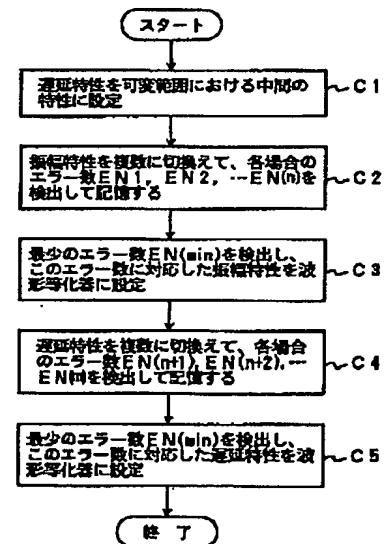 スタート
遅延特性を可変範囲における中間の
特性に設定
C1
振幅特性を複数に切換えて、各場合の
エラー数EN1, EN2, …EN(n)を
検出して記憶する
C2
最少のエラー数EN(min)を検出し、
このエラー数に対応した振幅特性を波
形等化器に設定
C3
遅延特性を複数に切換えて、各場合
のエラー数EN(n+1), EN(n+2), …
EN(m)を検出して記憶する
C4
最少のエラー数EN(min)を検出し、
このエラー数に対応した遅延特性を波
形等化器に設定
C5
終了